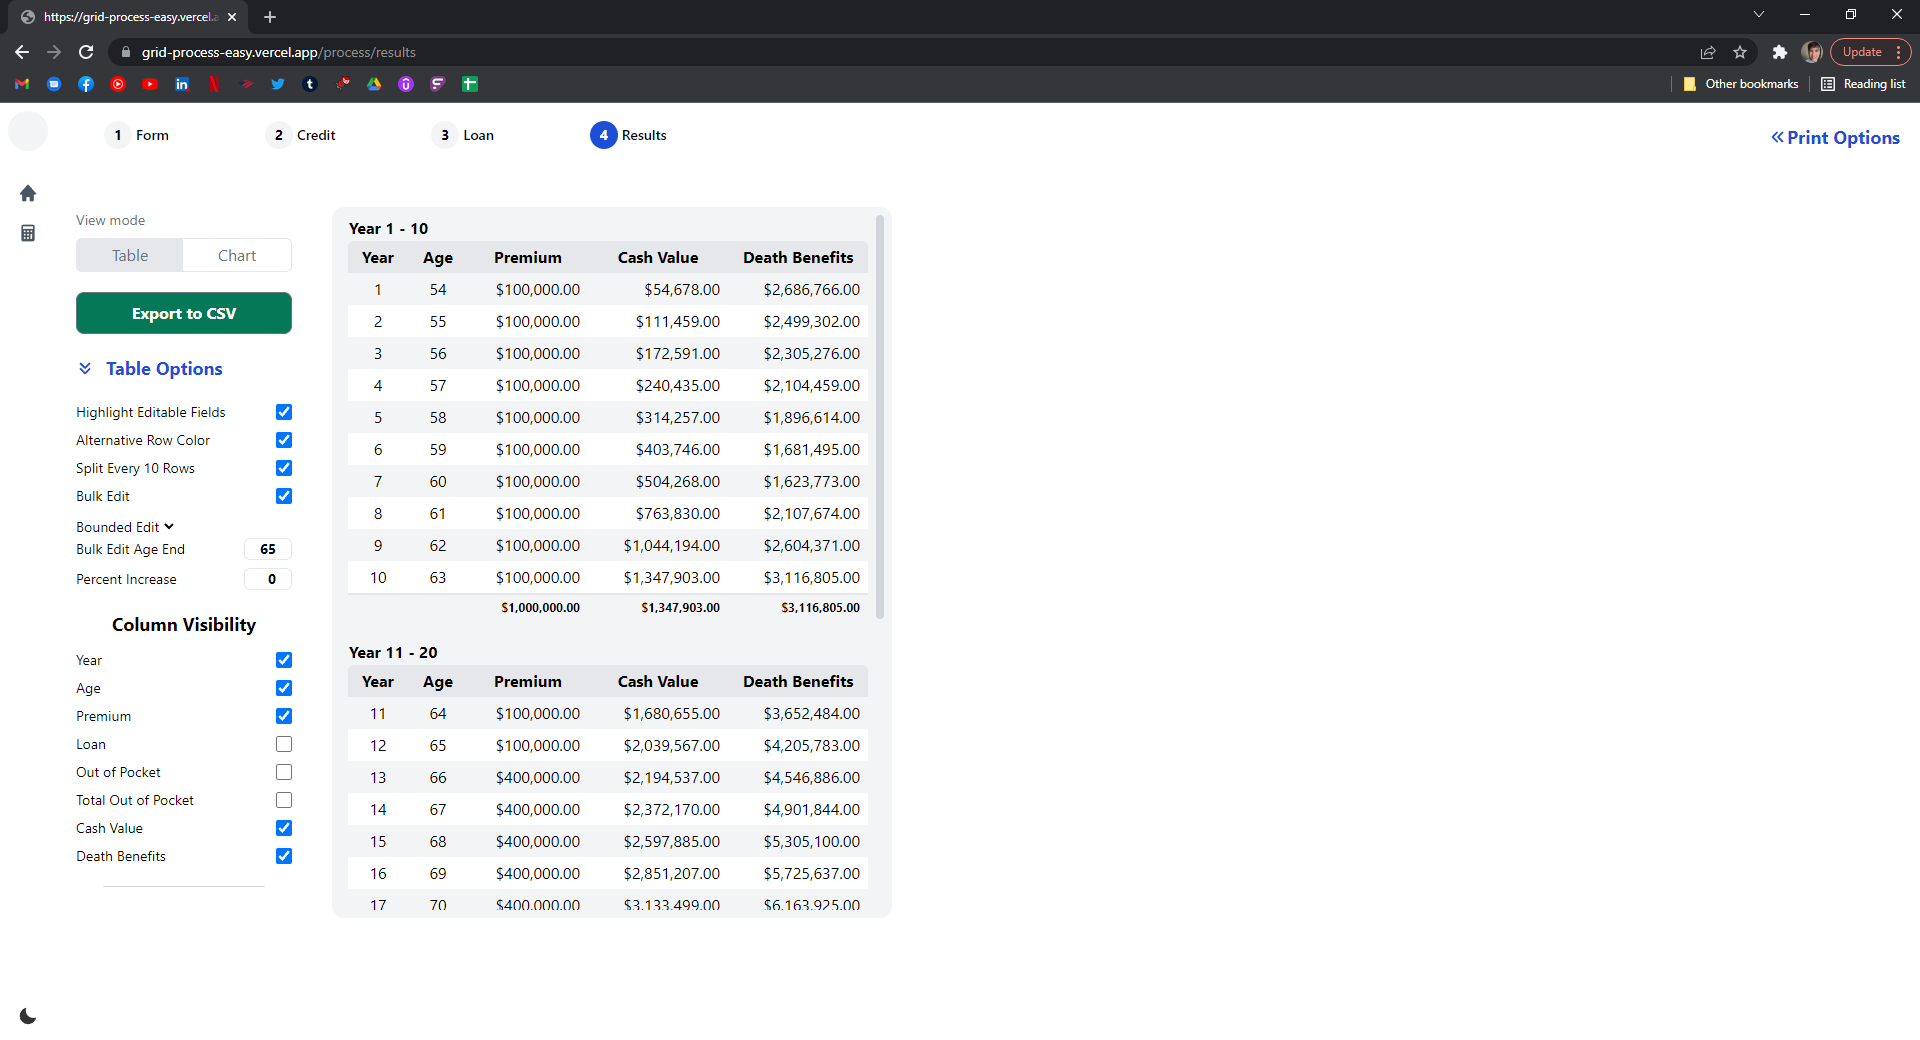 https://grid-process-easy.vercel.a
grid-process-easy.vercel.app/process/results
Update
Other bookmarks
Reading list
1 Form
2 Credit
3 Loan
4 Results
Print Options
View mode
Table Chart
Export to CSV
Table Options
Highlight Editable Fields
Alternative Row Color
Split Every 10 Rows
Bulk Edit
Bounded Edit
Bulk Edit Age End 65
Percent Increase 0
Column Visibility
Year
Age
Premium
Loan
Out of Pocket
Total Out of Pocket
Cash Value
Death Benefits
Year 1 - 10
Year Age Premium Cash Value Death Benefits
1 54 $100,000.00 $54,678.00 $2,686,766.00
2 55 $100,000.00 $111,459.00 $2,499,302.00
3 56 $100,000.00 $172,591.00 $2,305,276.00
4 57 $100,000.00 $240,435.00 $2,104,459.00
5 58 $100,000.00 $314,257.00 $1,896,614.00
6 59 $100,000.00 $403,746.00 $1,681,495.00
7 60 $100,000.00 $504,268.00 $1,623,773.00
8 61 $100,000.00 $763,830.00 $2,107,674.00
9 62 $100,000.00 $1,044,194.00 $2,604,371.00
10 63 $100,000.00 $1,347,903.00 $3,116,805.00
$1,000,000.00 $1,347,903.00 $3,116,805.00
Year 11 - 20
Year Age Premium Cash Value Death Benefits
11 64 $100,000.00 $1,680,655.00 $3,652,484.00
12 65 $100,000.00 $2,039,567.00 $4,205,783.00
13 66 $400,000.00 $2,194,537.00 $4,546,886.00
14 67 $400,000.00 $2,372,170.00 $4,901,844.00
15 68 $400,000.00 $2,597,885.00 $5,305,100.00
16 69 $400,000.00 $2,851,207.00 $5,725,637.00
17 70 $400,000.00 $3,133,499.00 $6,163,925.00